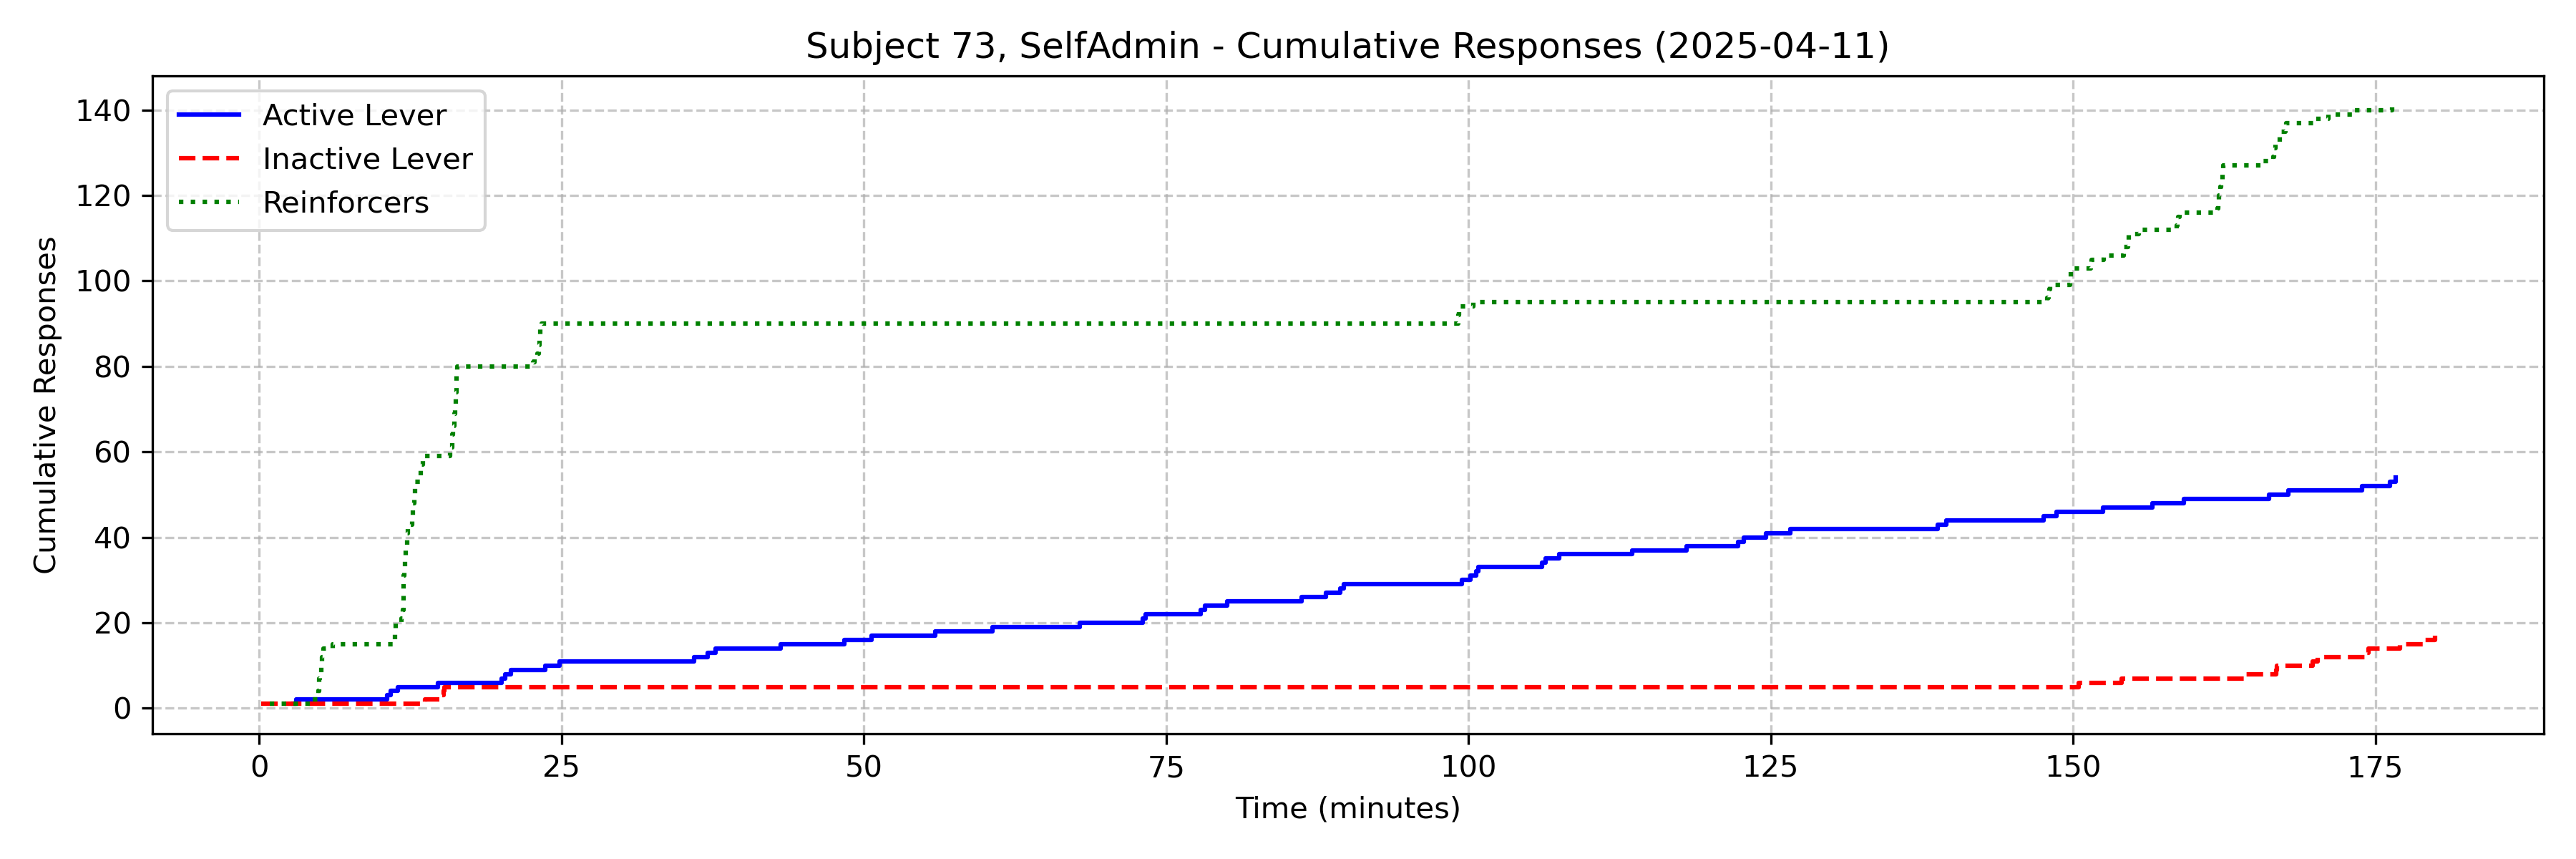 Subject 73, SelfAdmin - Cumulative Responses (2025-04-11)
Active Lever
Inactive Lever
Reinforcers
140
120
100
80
60
40
20
0
Cumulative Responses
0 25 50 75 100 125 150 175
Time (minutes)